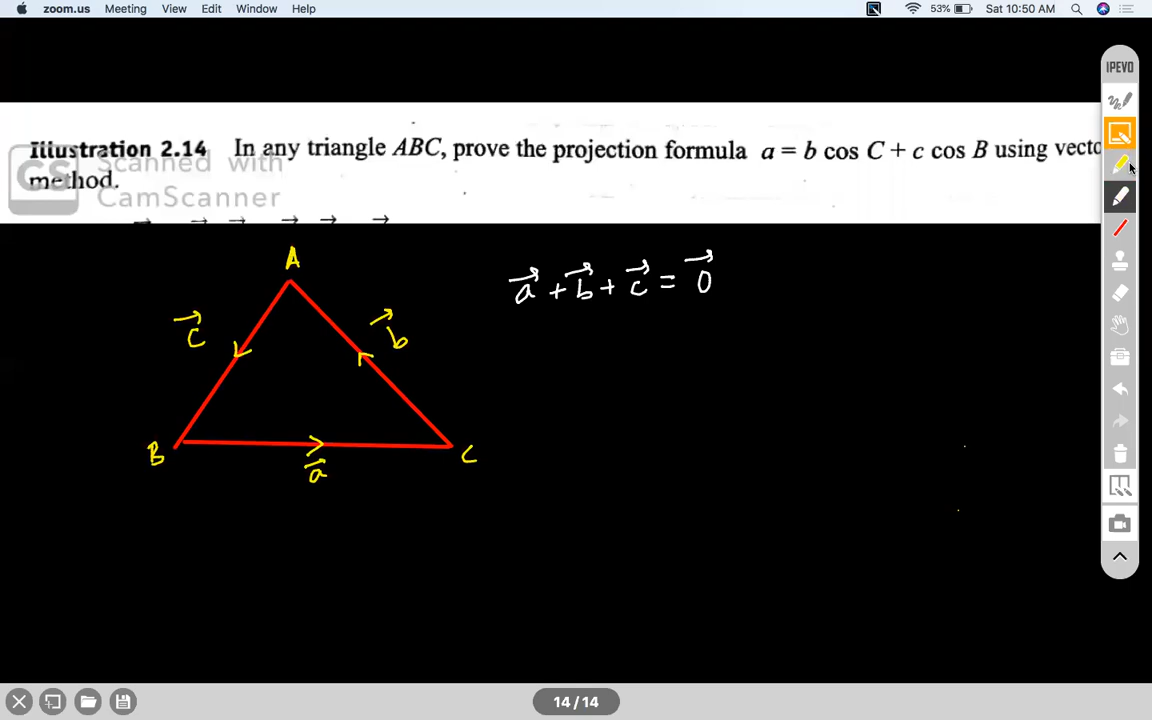 zoom.us Meeting View Edit Window Help 53% Sat 10:50 AM
IPEVO
Illustration 2.14 In any triangle ABC, prove the projection formula a = b cos C + c cos B using vecto
method.
CS Scanned with
CamScanner
A
→a + →b + →c = →0
→c
→b
B
C
→a
14 / 14